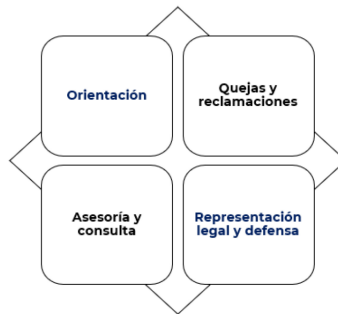 Orientación
Quejas y
reclamaciones
Asesoría y
consulta
Representación
legal y defensa